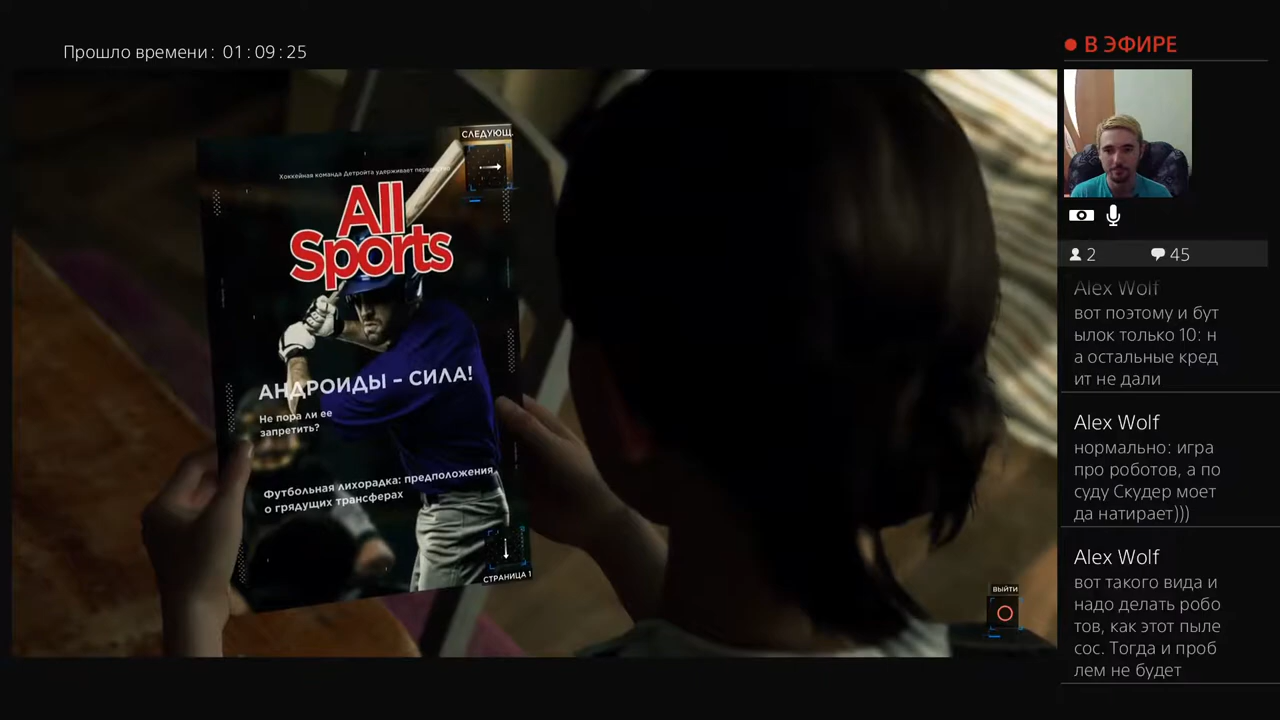 Прошло времени: 01:09:25
В ЭФИРЕ
СЛЕДУЮЩ.
Хоккейная команда Детройта удерживает
All
Sports
АНДРОИДЫ - СИЛА!
Не пора ли ее
запретить?
Футбольная лихорадка: предположения
о грядущих трансферах
СТРАНИЦА 1
ВЫЙТИ
2
45
Alex Wolf
вот поэтому и бут
ылок только 10: н
а остальные кред
ит не дали
Alex Wolf
нормально: игра
про роботов, а по
суду Скудер моет
да натирает)))
Alex Wolf
вот такого вида и
надо делать робо
тов, как этот пыле
сос. Тогда и проб
лем не будет